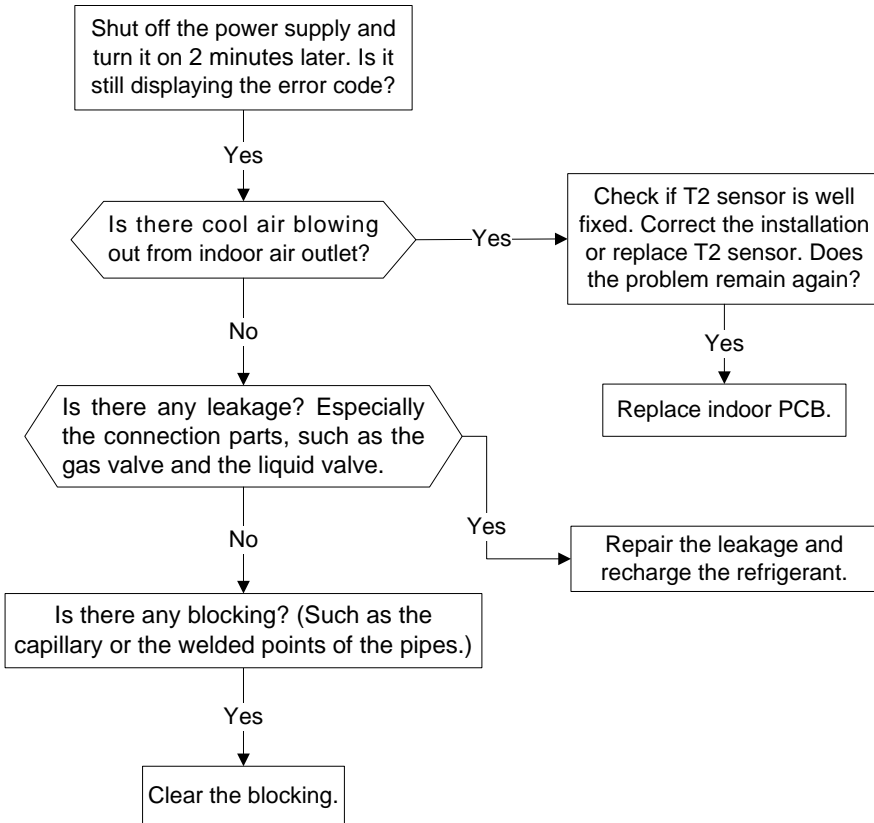 Shut off the power supply and
turn it on 2 minutes later. Is it
still displaying the error code?
Yes
Is there cool air blowing
out from indoor air outlet?
Yes
Check if T2 sensor is well
fixed. Correct the installation
or replace T2 sensor. Does
the problem remain again?
Yes
Replace indoor PCB.
No
Is there any leakage? Especially
the connection parts, such as the
gas valve and the liquid valve.
Yes
Repair the leakage and
recharge the refrigerant.
No
Is there any blocking? (Such as the
capillary or the welded points of the pipes.)
Yes
Clear the blocking.